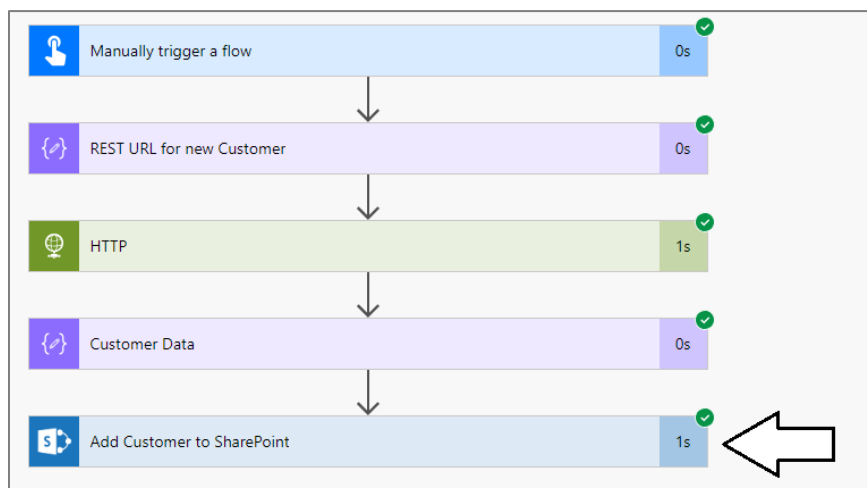 Manually trigger a flow
0s
REST URL for new Customer
0s
HTTP
1s
Customer Data
0s
S
Add Customer to SharePoint
1s